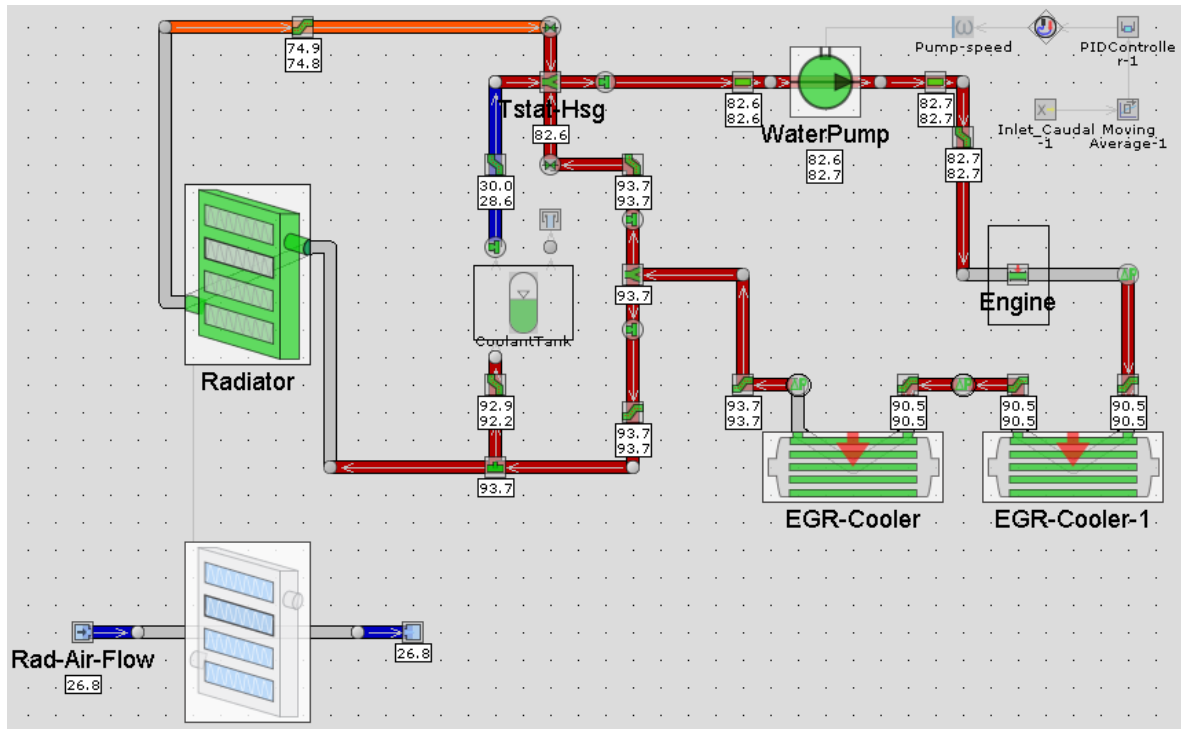 Pump-speed
PIDControlle
r-1
74.9
74.8
Tstat-Hsg
82.6
82.6
82.6
WaterPump
82.6
82.7
82.7
82.7
Inlet_Caudal
-1
Moving
Average-1
82.7
82.7
30.0
28.6
93.7
93.7
93.7
Engine
CoolantTank
Radiator
92.9
92.2
93.7
93.7
93.7
93.7
93.7
90.5
90.5
90.5
90.5
90.5
90.5
EGR-Cooler
EGR-Cooler-1
Rad-Air-Flow
26.8
26.8